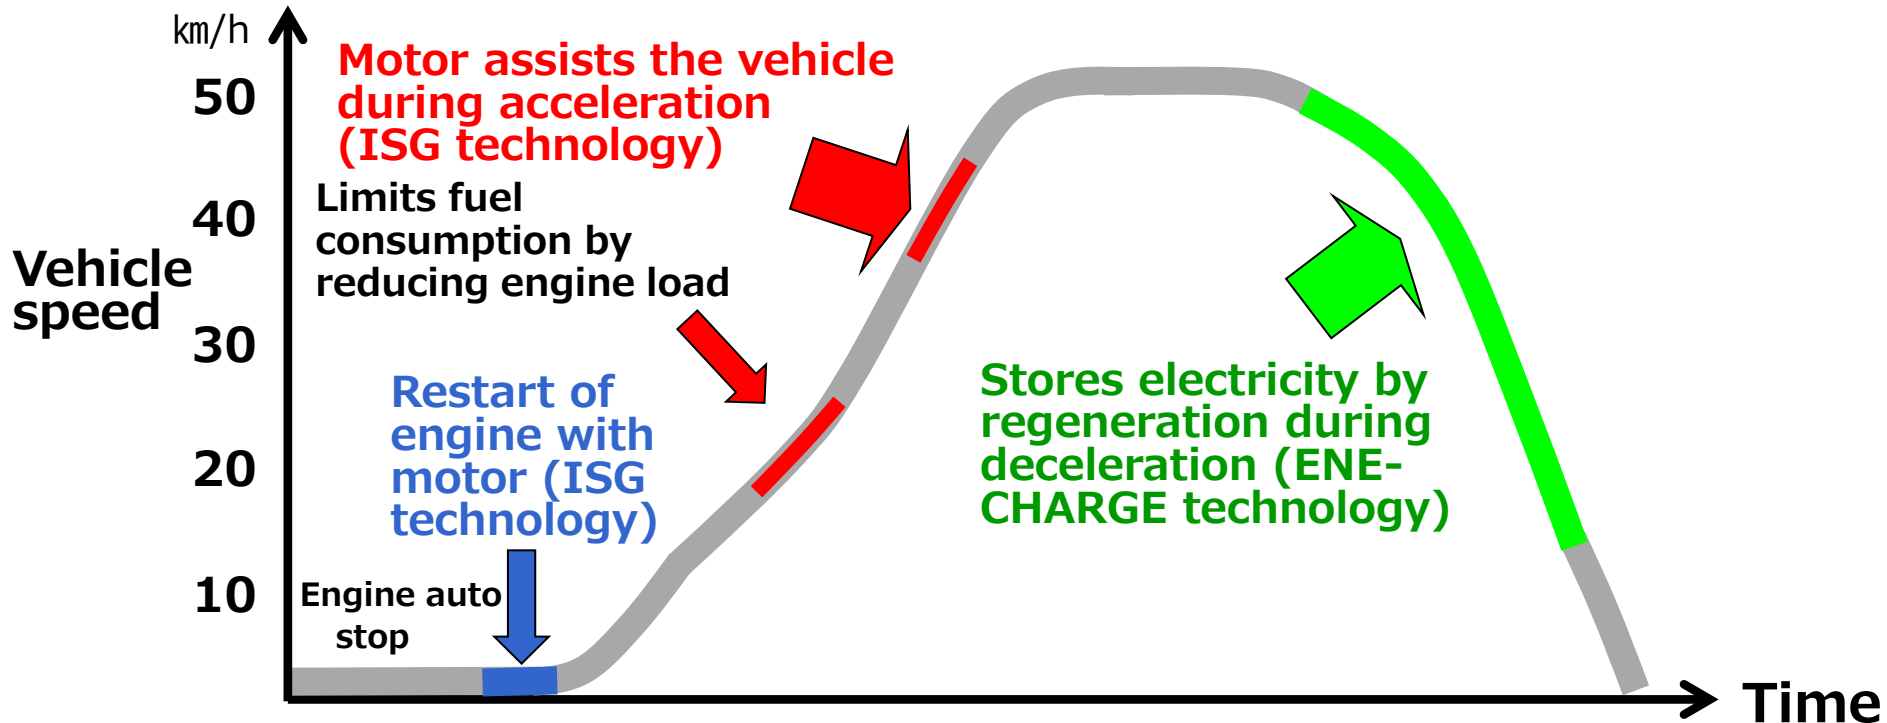 km/h
50
40
30
20
10
Vehicle
speed
Motor assists the vehicle
during acceleration
(ISG technology)
Limits fuel
consumption by
reducing engine load
Restart of
engine with
motor (ISG
technology)
Engine auto
stop
Stores electricity by
regeneration during
deceleration (ENE-
CHARGE technology)
Time